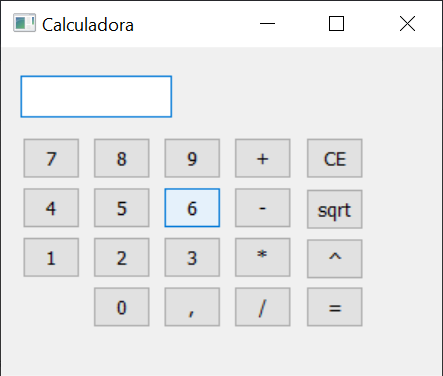 Calculadora
7 8 9 + CE
4 5 6 - sqrt
1 2 3 * ^
0 , / =